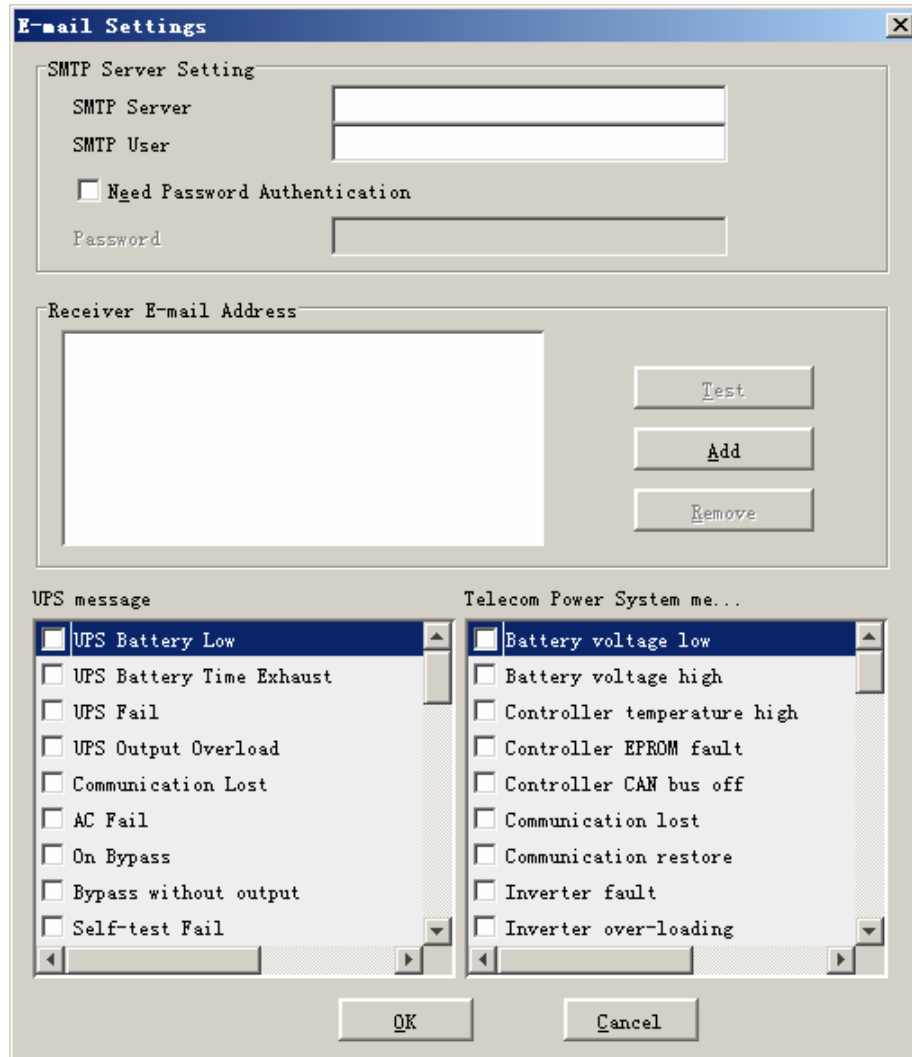 E-mail Settings
SMTP Server Setting
SMTP Server
SMTP User
Need Password Authentication
Password
Receiver E-mail Address
Test
Add
Remove
UPS message
UPS Battery Low
UPS Battery Time Exhaust
UPS Fail
UPS Output Overload
Communication Lost
AC Fail
On Bypass
Bypass without output
Self-test Fail
Telecom Power System me...
Battery voltage low
Battery voltage high
Controller temperature high
Controller EPROM fault
Controller CAN bus off
Communication lost
Communication restore
Inverter fault
Inverter over-loading
OK
Cancel